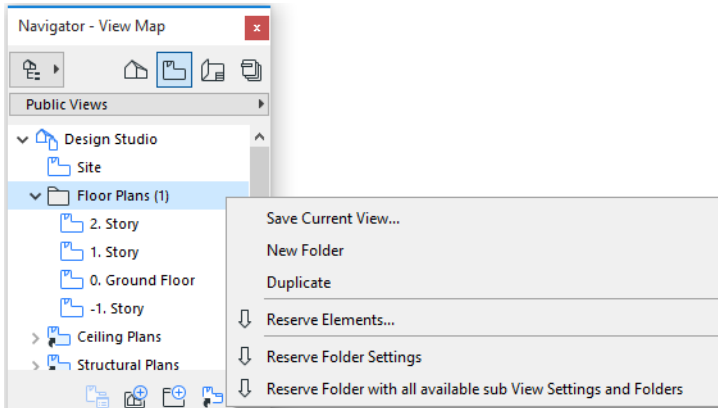 Navigator - View Map
x
Public Views
Design Studio
Site
Floor Plans (1)
2. Story
1. Story
0. Ground Floor
-1. Story
Ceiling Plans
Structural Plans
Save Current View...
New Folder
Duplicate
Reserve Elements...
Reserve Folder Settings
Reserve Folder with all available sub View Settings and Folders